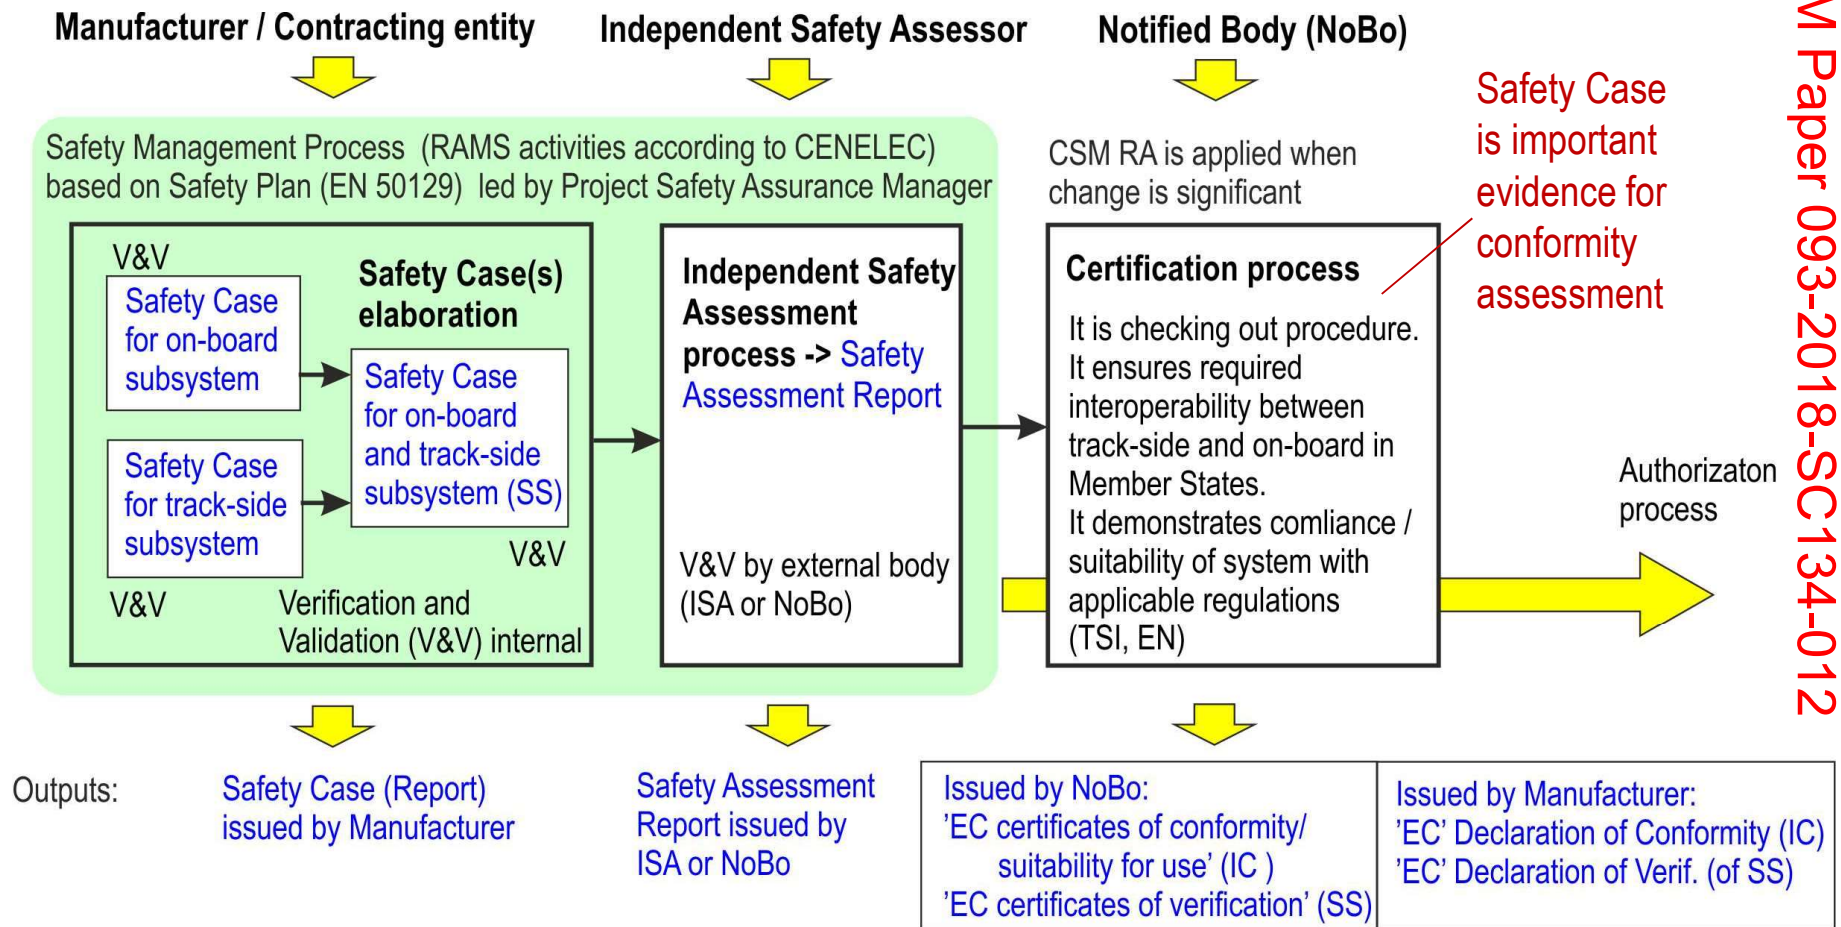 Manufacturer / Contracting entity
Independent Safety Assessor
Notified Body (NoBo)
Safety Management Process (RAMS activities according to CENELEC)
based on Safety Plan (EN 50129) led by Project Safety Assurance Manager
CSM RA is applied when
change is significant
Safety Case
is important
evidence for
conformity
assessment
V&V
Safety Case
for on-board
subsystem
Safety Case
for track-side
subsystem
V&V
Safety Case(s)
elaboration
Safety Case
for on-board
and track-side
subsystem (SS)
V&V
Verification and
Validation (V&V) internal
Independent Safety
Assessment
process -> Safety
Assessment Report
V&V by external body
(ISA or NoBo)
Certification process
It is checking out procedure.
It ensures required
interoperability between
track-side and on-board in
Member States.
It demonstrates comliance /
suitability of system with
applicable regulations
(TSI, EN)
Authorizaton
process
Outputs:
Safety Case (Report)
issued by Manufacturer
Safety Assessment
Report issued by
ISA or NoBo
Issued by NoBo:
'EC certificates of conformity/
suitability for use' (IC )
'EC certificates of verification' (SS)
Issued by Manufacturer:
'EC' Declaration of Conformity (IC)
'EC' Declaration of Verif. (of SS)
M Paper 093-2018-SC134-012